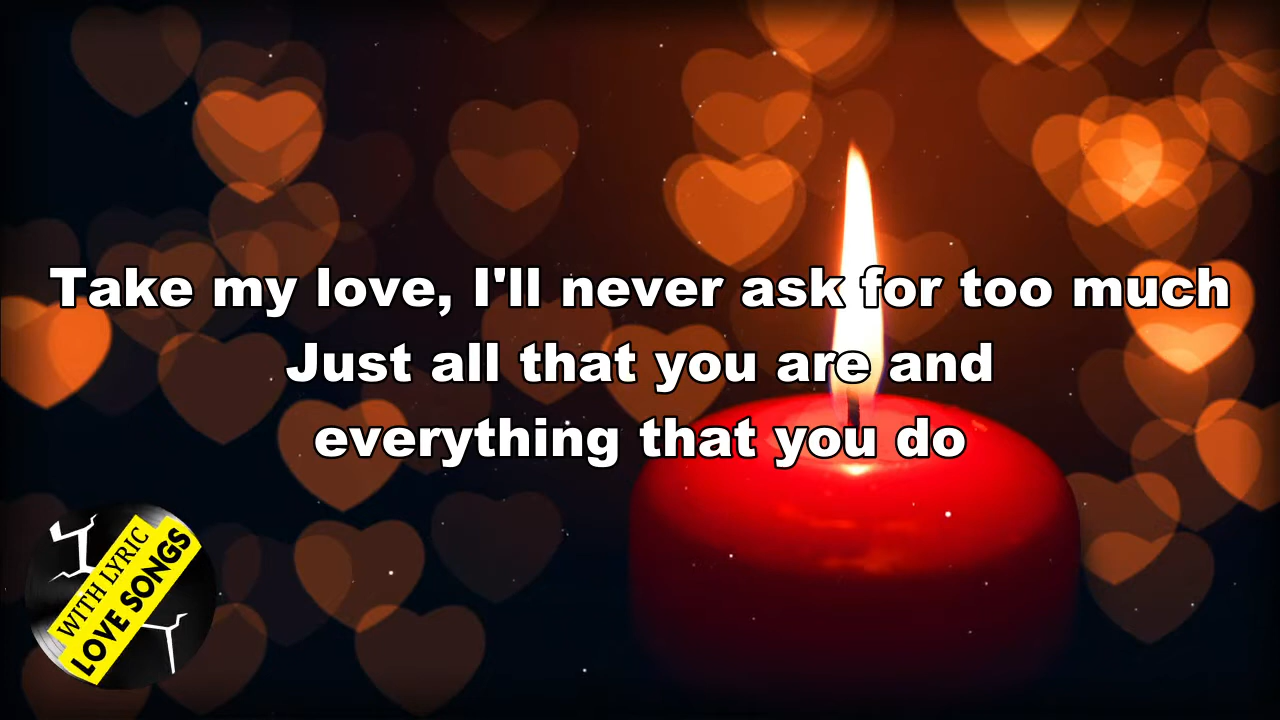 Take my love, I'll never ask for too much
Just all that you are and
everything that you do
WITH LYRIC
LOVE SONGS